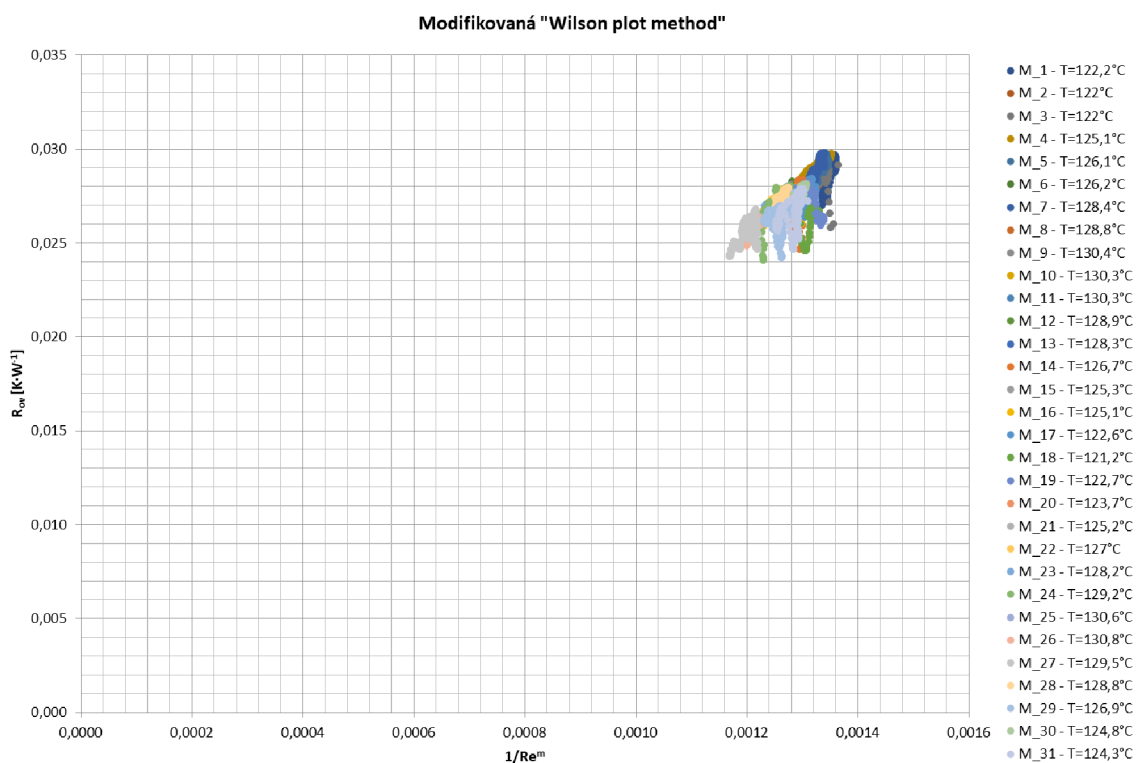 Modifikovaná "Wilson plot method"
0,035
0,030
0,025
0,020
0,015
0,010
0,005
0,000
R_ov [K·W⁻¹]
0,0000 0,0002 0,0004 0,0006 0,0008 0,0010 0,0012 0,0014 0,0016
1/Reᵐ
M_1 - T=122,2°C
M_2 - T=122°C
M_3 - T=122°C
M_4 - T=125,1°C
M_5 - T=126,1°C
M_6 - T=126,2°C
M_7 - T=128,4°C
M_8 - T=128,8°C
M_9 - T=130,4°C
M_10 - T=130,3°C
M_11 - T=130,3°C
M_12 - T=128,9°C
M_13 - T=128,3°C
M_14 - T=126,7°C
M_15 - T=125,3°C
M_16 - T=125,1°C
M_17 - T=122,6°C
M_18 - T=121,2°C
M_19 - T=122,7°C
M_20 - T=123,7°C
M_21 - T=125,2°C
M_22 - T=127°C
M_23 - T=128,2°C
M_24 - T=129,2°C
M_25 - T=130,6°C
M_26 - T=130,8°C
M_27 - T=129,5°C
M_28 - T=128,8°C
M_29 - T=126,9°C
M_30 - T=124,8°C
M_31 - T=124,3°C